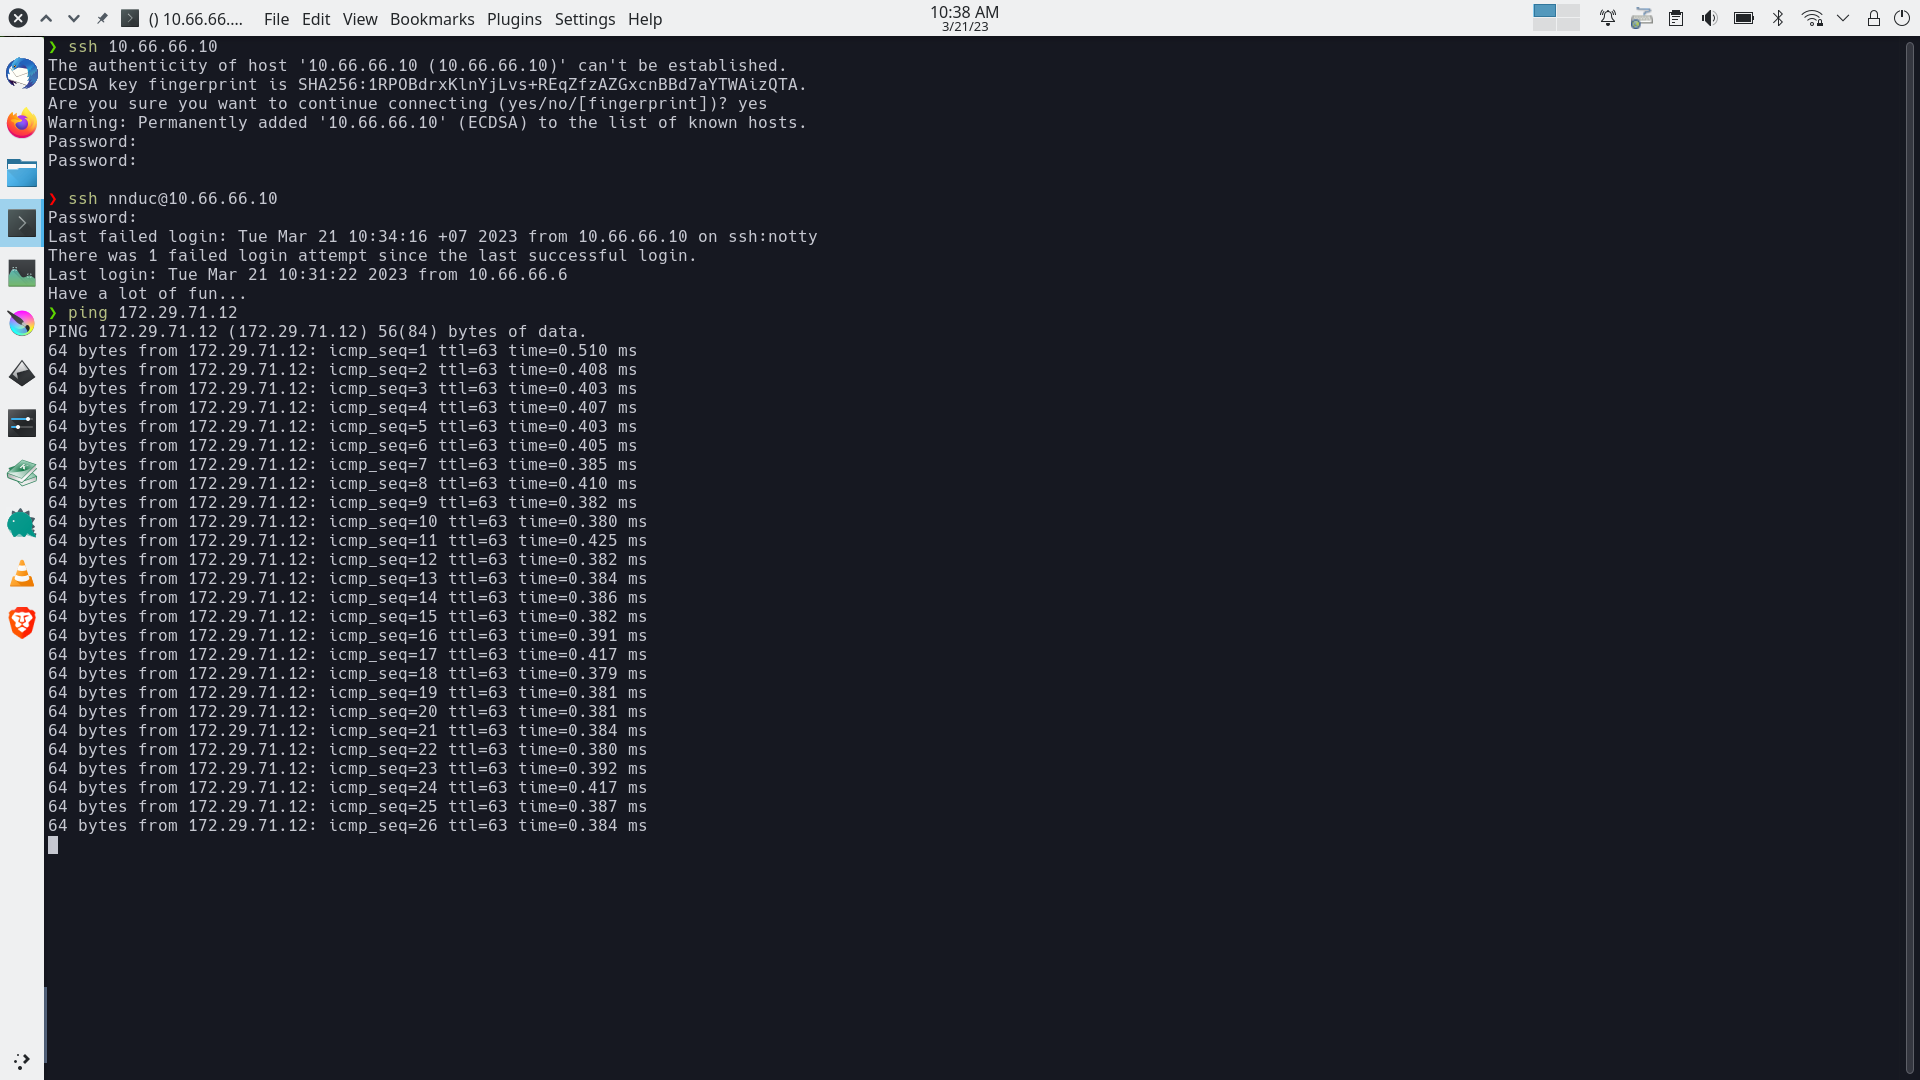 () 10.66.66.... File Edit View Bookmarks Plugins Settings Help 10:38 AM
3/21/23
❯ ssh 10.66.66.10
The authenticity of host '10.66.66.10 (10.66.66.10)' can't be established.
ECDSA key fingerprint is SHA256:1RPOBdrxKlnYjLvs+REqZfzAZGxcnBBd7aYTWAizQTA.
Are you sure you want to continue connecting (yes/no/[fingerprint])? yes
Warning: Permanently added '10.66.66.10' (ECDSA) to the list of known hosts.
Password:
Password:
❯ ssh nnduc@10.66.66.10
Password:
Last failed login: Tue Mar 21 10:34:16 +07 2023 from 10.66.66.10 on ssh:notty
There was 1 failed login attempt since the last successful login.
Last login: Tue Mar 21 10:31:22 2023 from 10.66.66.6
Have a lot of fun...
❯ ping 172.29.71.12
PING 172.29.71.12 (172.29.71.12) 56(84) bytes of data.
64 bytes from 172.29.71.12: icmp_seq=1 ttl=63 time=0.510 ms
64 bytes from 172.29.71.12: icmp_seq=2 ttl=63 time=0.408 ms
64 bytes from 172.29.71.12: icmp_seq=3 ttl=63 time=0.403 ms
64 bytes from 172.29.71.12: icmp_seq=4 ttl=63 time=0.407 ms
64 bytes from 172.29.71.12: icmp_seq=5 ttl=63 time=0.403 ms
64 bytes from 172.29.71.12: icmp_seq=6 ttl=63 time=0.405 ms
64 bytes from 172.29.71.12: icmp_seq=7 ttl=63 time=0.385 ms
64 bytes from 172.29.71.12: icmp_seq=8 ttl=63 time=0.410 ms
64 bytes from 172.29.71.12: icmp_seq=9 ttl=63 time=0.382 ms
64 bytes from 172.29.71.12: icmp_seq=10 ttl=63 time=0.380 ms
64 bytes from 172.29.71.12: icmp_seq=11 ttl=63 time=0.425 ms
64 bytes from 172.29.71.12: icmp_seq=12 ttl=63 time=0.382 ms
64 bytes from 172.29.71.12: icmp_seq=13 ttl=63 time=0.384 ms
64 bytes from 172.29.71.12: icmp_seq=14 ttl=63 time=0.386 ms
64 bytes from 172.29.71.12: icmp_seq=15 ttl=63 time=0.382 ms
64 bytes from 172.29.71.12: icmp_seq=16 ttl=63 time=0.391 ms
64 bytes from 172.29.71.12: icmp_seq=17 ttl=63 time=0.417 ms
64 bytes from 172.29.71.12: icmp_seq=18 ttl=63 time=0.379 ms
64 bytes from 172.29.71.12: icmp_seq=19 ttl=63 time=0.381 ms
64 bytes from 172.29.71.12: icmp_seq=20 ttl=63 time=0.381 ms
64 bytes from 172.29.71.12: icmp_seq=21 ttl=63 time=0.384 ms
64 bytes from 172.29.71.12: icmp_seq=22 ttl=63 time=0.380 ms
64 bytes from 172.29.71.12: icmp_seq=23 ttl=63 time=0.392 ms
64 bytes from 172.29.71.12: icmp_seq=24 ttl=63 time=0.417 ms
64 bytes from 172.29.71.12: icmp_seq=25 ttl=63 time=0.387 ms
64 bytes from 172.29.71.12: icmp_seq=26 ttl=63 time=0.384 ms